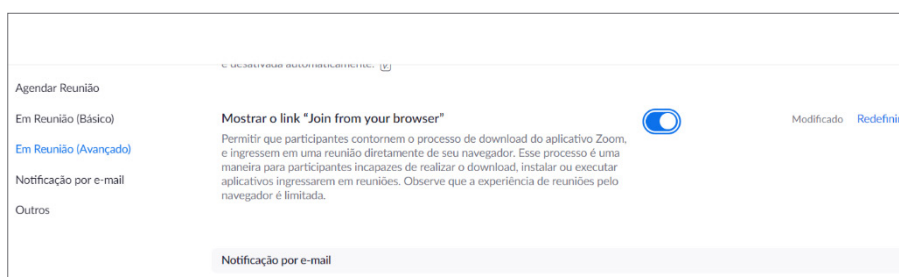 e desativada automaticamente.
Agendar Reunião
Em Reunião (Básico)
Em Reunião (Avançado)
Notificação por e-mail
Outros
Mostrar o link “Join from your browser”
Modificado Redefinir
Permitir que participantes contornem o processo de download do aplicativo Zoom,
e ingressem em uma reunião diretamente de seu navegador. Esse processo é uma
maneira para participantes incapazes de realizar o download, instalar ou executar
aplicativos ingressarem em reuniões. Observe que a experiência de reuniões pelo
navegador é limitada.
Notificação por e-mail